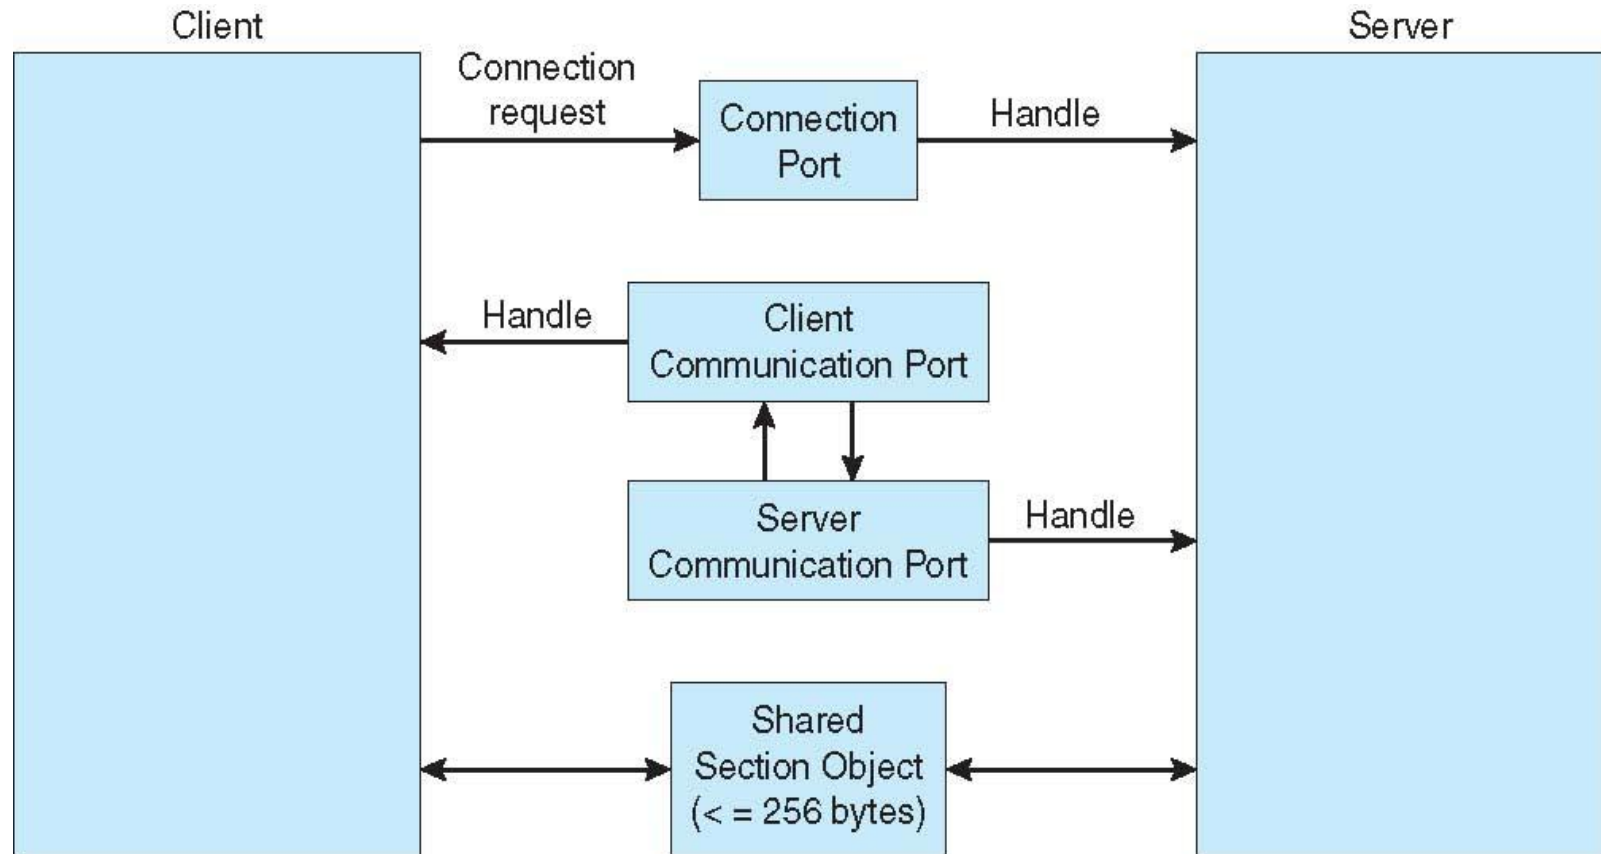 Client
Server
Connection
request
Connection
Port
Handle
Handle
Client
Communication Port
Server
Communication Port
Handle
Shared
Section Object
(< = 256 bytes)